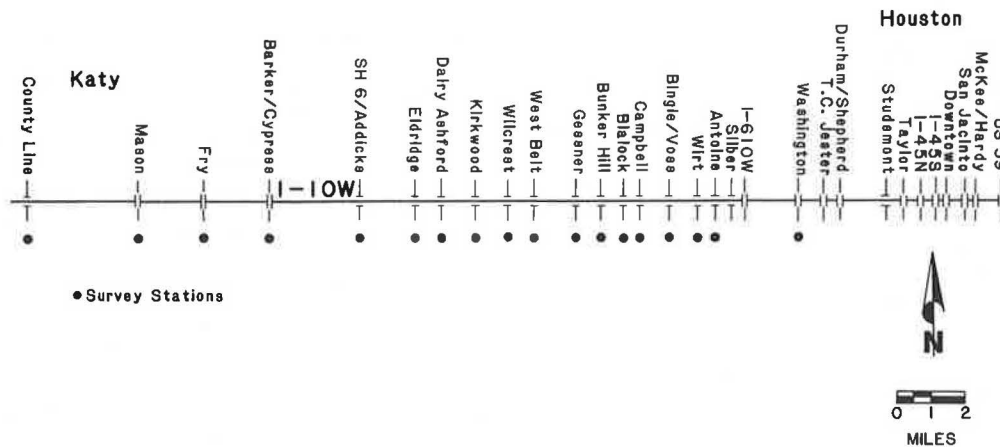 Houston
Katy
County Line
Mason
Fry
Barker/Cypress
SH 6/Addicks
Eldridge
Dairy Ashford
Kirkwood
Wilcrest
West Belt
Gessner
Bunker Hill
Blalock
Campbell
Bingle/Voss
Wirt
Antoine
Silber
I-610W
Washington
T.C. Jester
Durham/Shepherd
Studemont
Taylor
I-45N
I-45S
Downtown
San Jacinto
McKee/Hardy
US 59
I-10W
Survey Stations
N
0 1 2
MILES